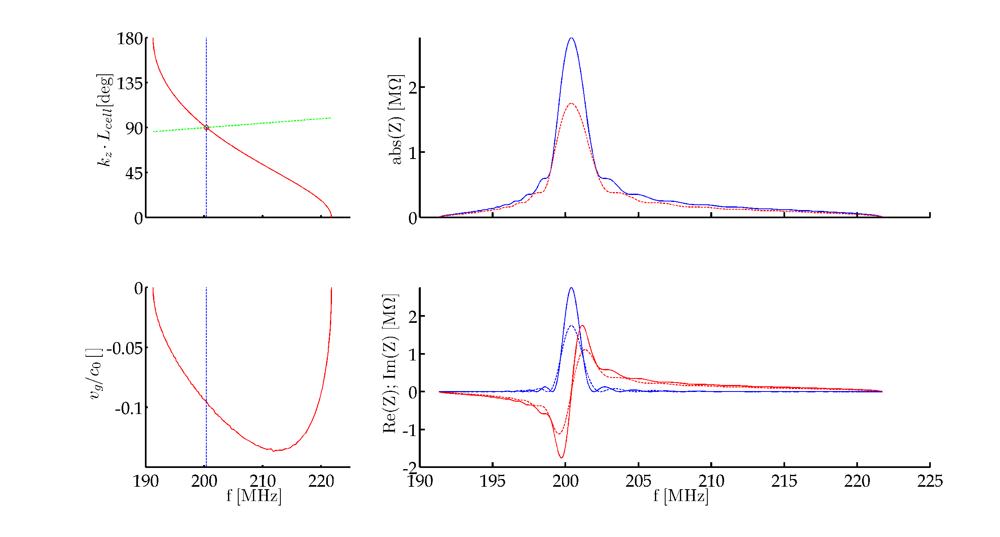 180
135
90
45
0
k_z · L_cell[deg]
2
1
0
abs(Z) [MΩ]
0
-0.05
-0.1
v_g/c_0 []
190 200 210 220
f [MHz]
2
1
0
-1
-2
Re(Z); Im(Z) [MΩ]
190 195 200 205 210 215 220 225
f [MHz]